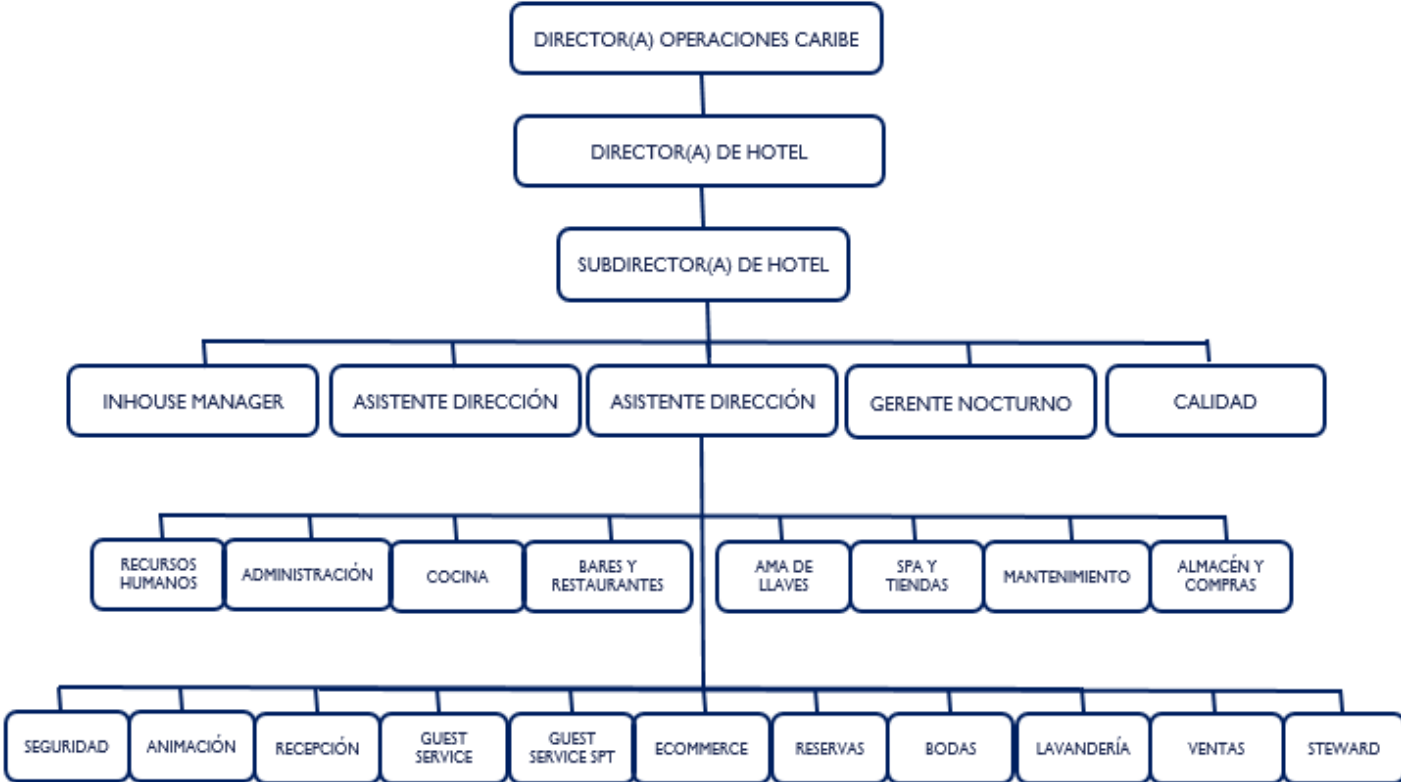 DIRECTOR(A) OPERACIONES CARIBE
DIRECTOR(A) DE HOTEL
SUBDIRECTOR(A) DE HOTEL
INHOUSE MANAGER
ASISTENTE DIRECCIÓN
ASISTENTE DIRECCIÓN
GERENTE NOCTURNO
CALIDAD
RECURSOS
HUMANOS
ADMINISTRACIÓN
COCINA
BARES Y
RESTAURANTES
AMA DE
LLAVES
SPA Y
TIENDAS
MANTENIMIENTO
ALMACÉN Y
COMPRAS
SEGURIDAD
ANIMACIÓN
RECEPCIÓN
GUEST
SERVICE
GUEST
SERVICE SPT
ECOMMERCE
RESERVAS
BODAS
LAVANDERÍA
VENTAS
STEWARD